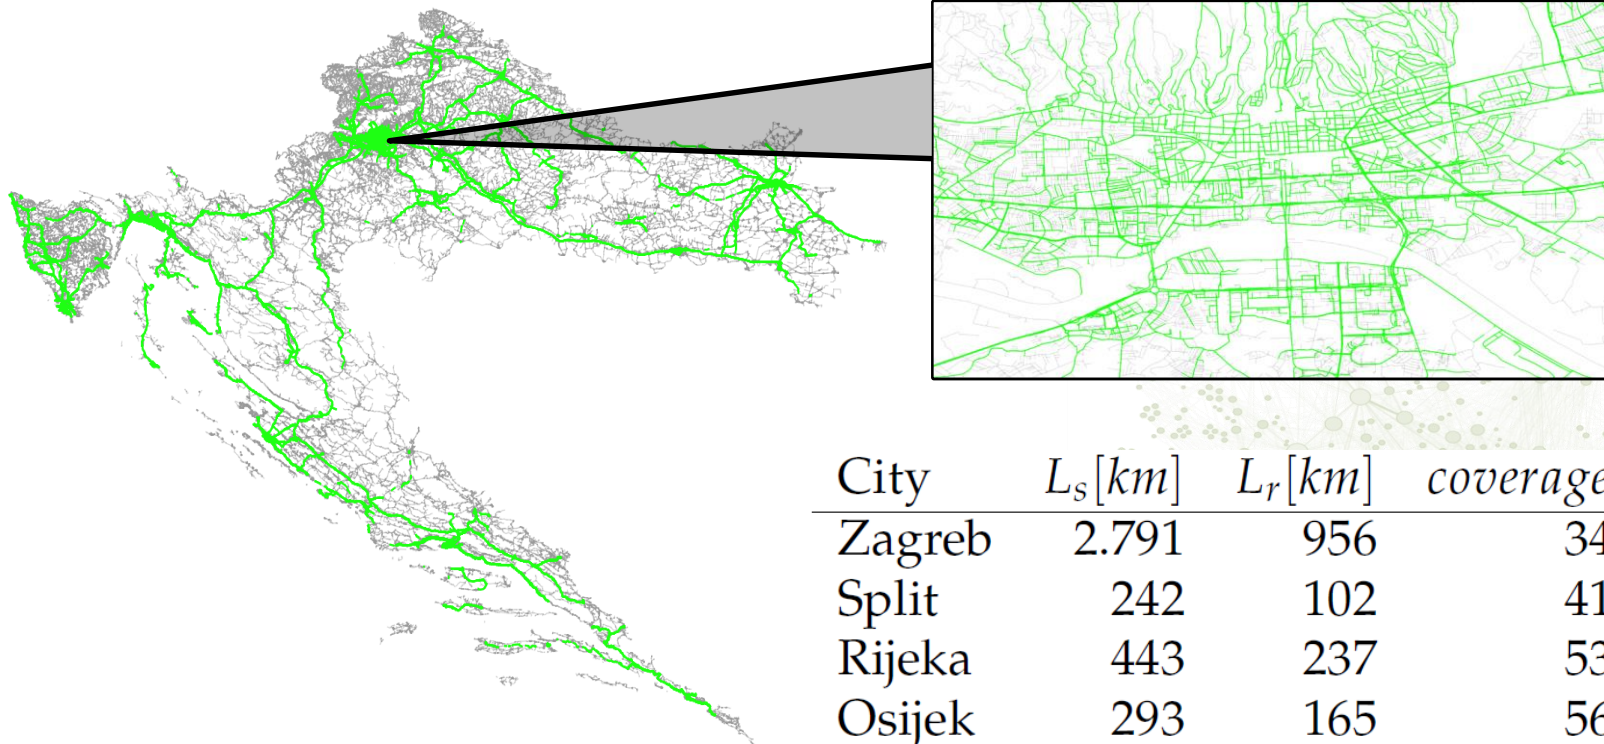 City L_s[km] L_r[km] coverage
Zagreb 2.791 956 34
Split 242 102 41
Rijeka 443 237 53
Osijek 293 165 56